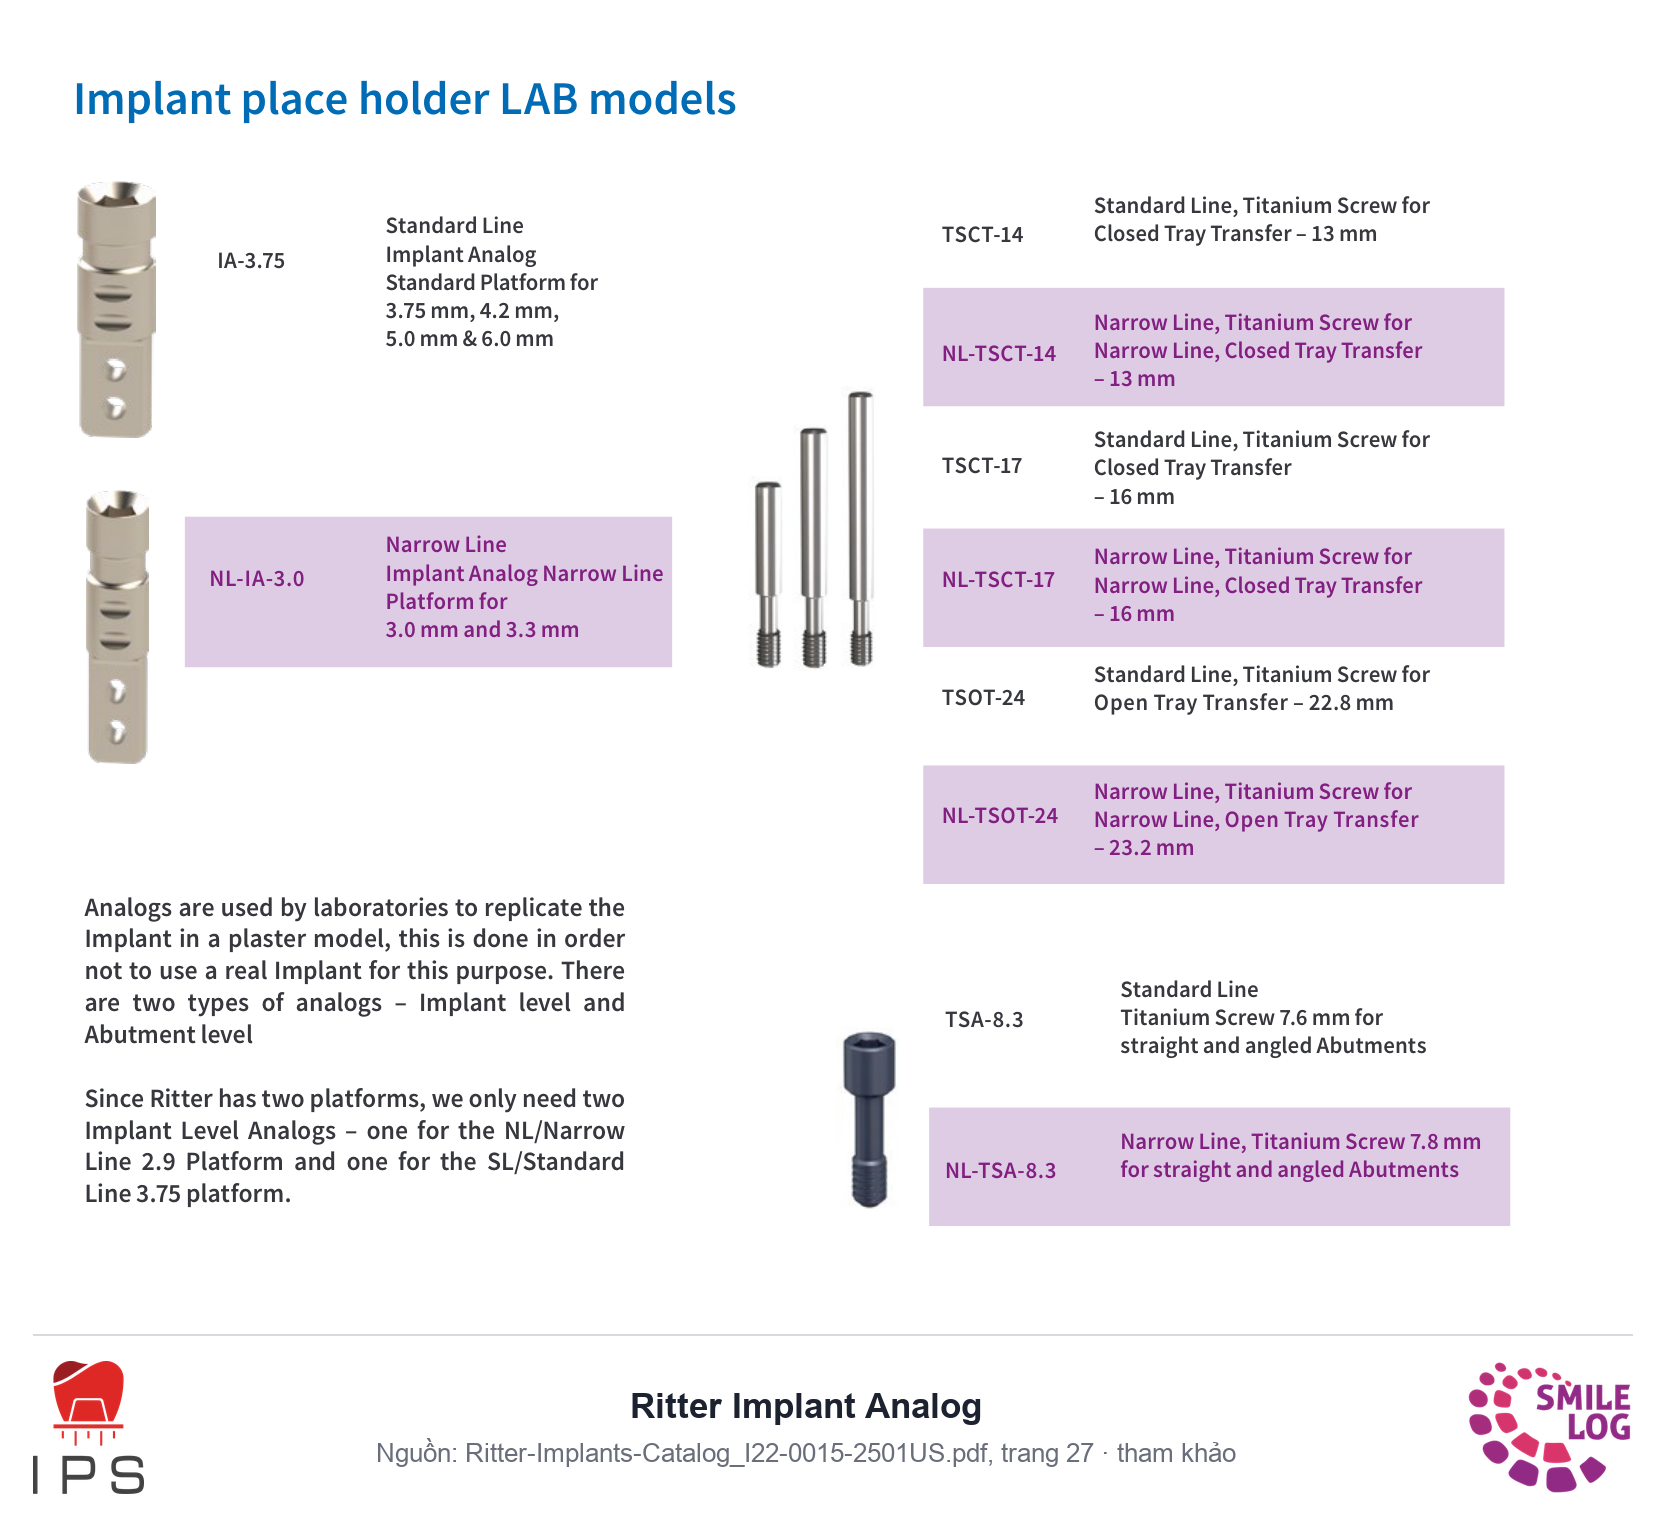 Implant place holder LAB models
IA-3.75
Standard Line
Implant Analog
Standard Platform for
3.75 mm, 4.2 mm,
5.0 mm & 6.0 mm
NL-IA-3.0
Narrow Line
Implant Analog Narrow Line
Platform for
3.0 mm and 3.3 mm
Analogs are used by laboratories to replicate the
Implant in a plaster model, this is done in order
not to use a real Implant for this purpose. There
are two types of analogs – Implant level and
Abutment level
Since Ritter has two platforms, we only need two
Implant Level Analogs – one for the NL/Narrow
Line 2.9 Platform and one for the SL/Standard
Line 3.75 platform.
TSCT-14
Standard Line, Titanium Screw for
Closed Tray Transfer – 13 mm
NL-TSCT-14
Narrow Line, Titanium Screw for
Narrow Line, Closed Tray Transfer
– 13 mm
TSCT-17
Standard Line, Titanium Screw for
Closed Tray Transfer
– 16 mm
NL-TSCT-17
Narrow Line, Titanium Screw for
Narrow Line, Closed Tray Transfer
– 16 mm
TSOT-24
Standard Line, Titanium Screw for
Open Tray Transfer – 22.8 mm
NL-TSOT-24
Narrow Line, Titanium Screw for
Narrow Line, Open Tray Transfer
– 23.2 mm
TSA-8.3
Standard Line
Titanium Screw 7.6 mm for
straight and angled Abutments
NL-TSA-8.3
Narrow Line, Titanium Screw 7.8 mm
for straight and angled Abutments
IPS
Ritter Implant Analog
Nguồn: Ritter-Implants-Catalog_I22-0015-2501US.pdf, trang 27 · tham khảo
SMILE
LOG